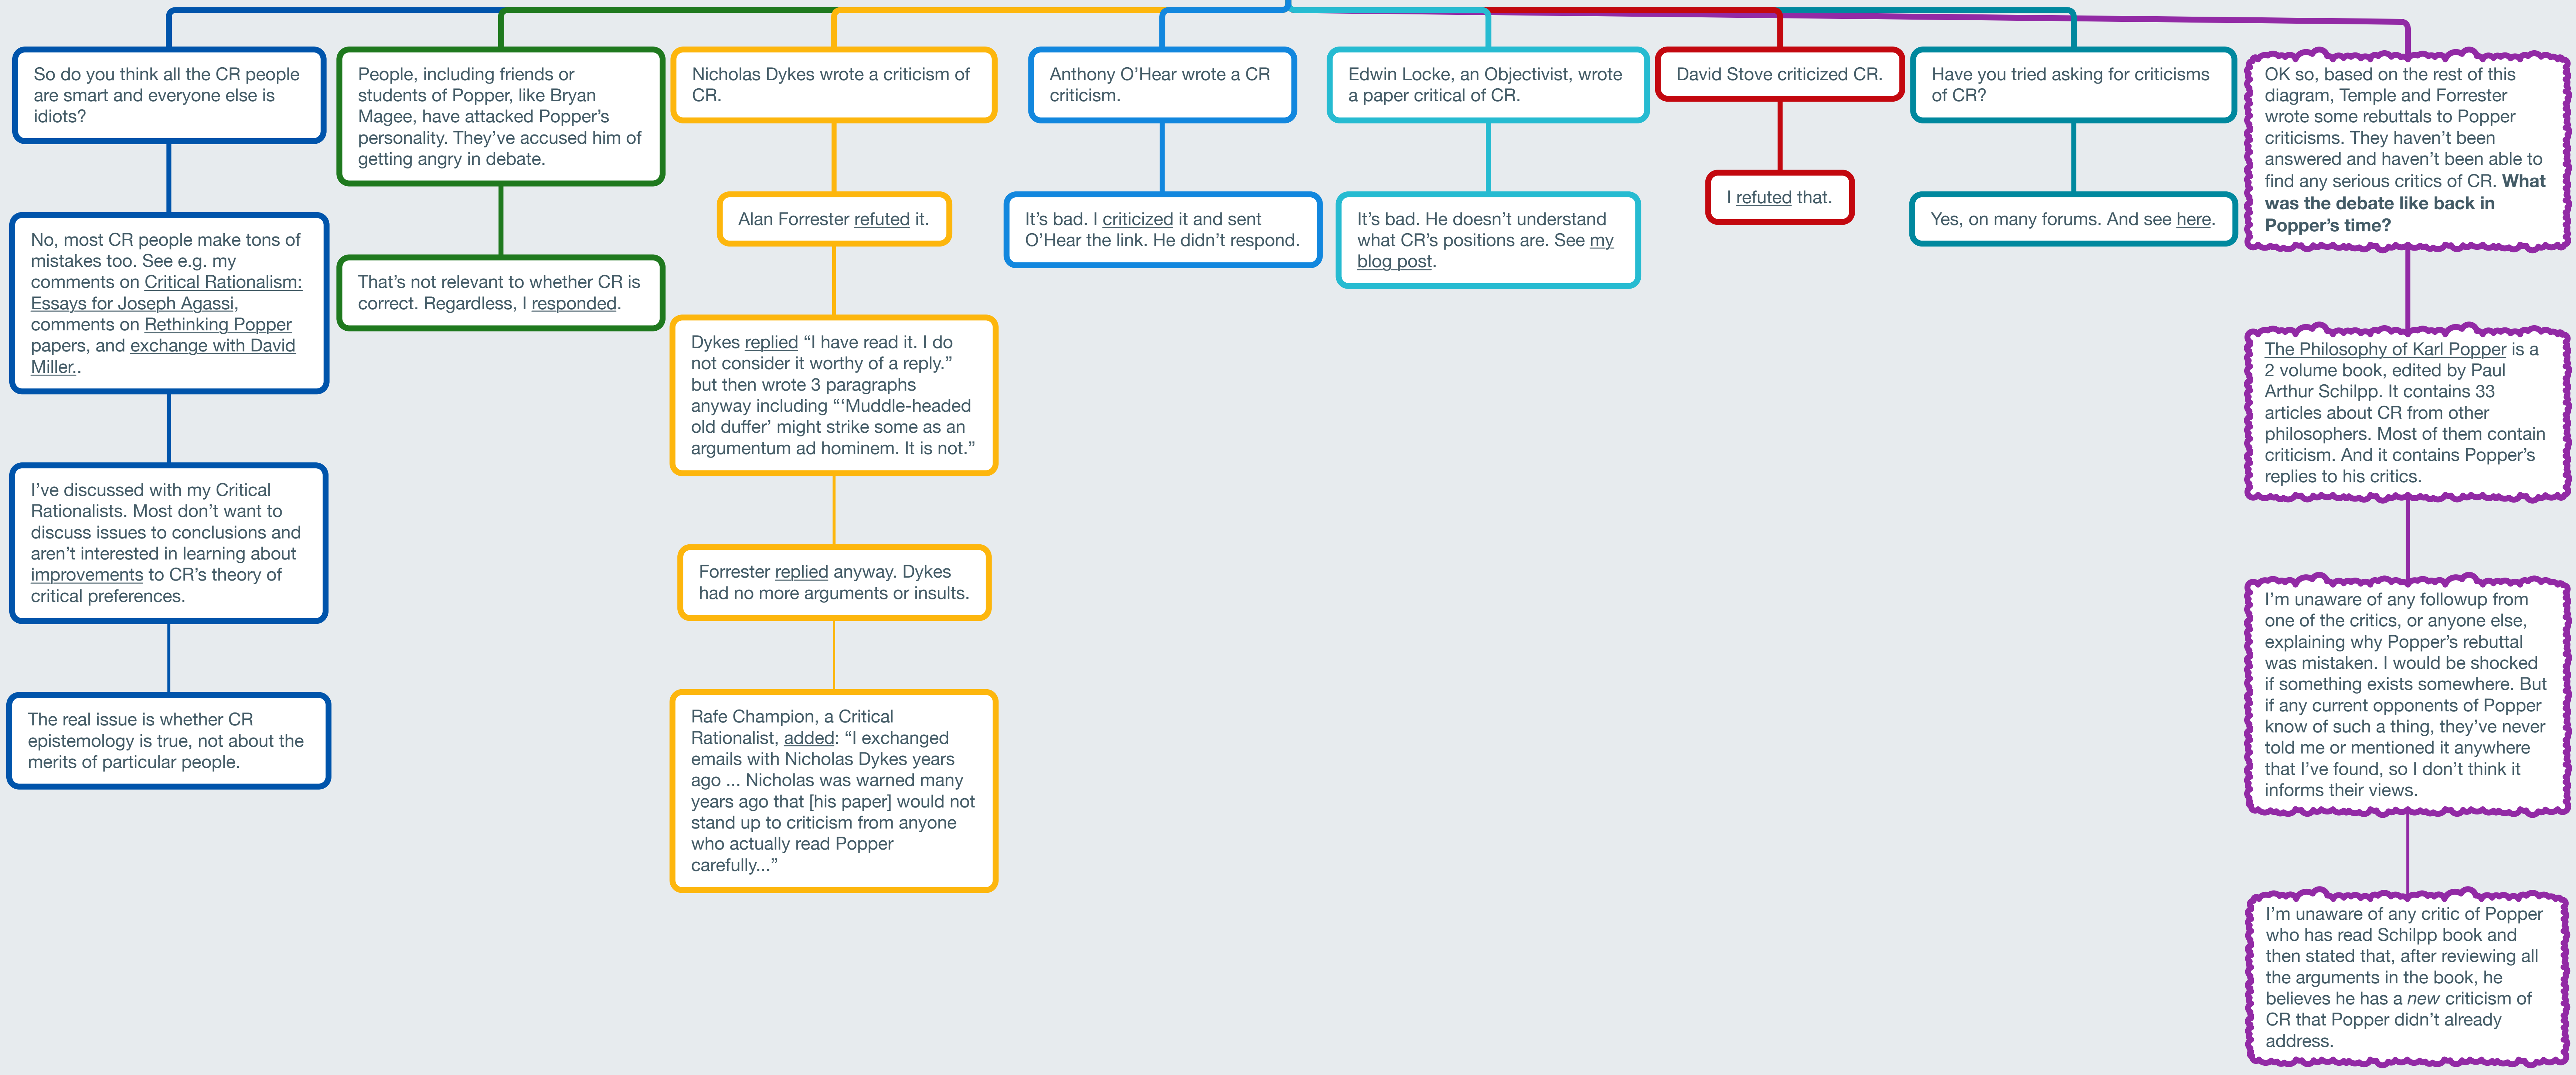 So do you think all the CR people
are smart and everyone else is
idiots?
No, most CR people make tons of
mistakes too. See e.g. my
comments on Critical Rationalism:
Essays for Joseph Agassi,
comments on Rethinking Popper
papers, and exchange with David
Miller..
I’ve discussed with my Critical
Rationalists. Most don’t want to
discuss issues to conclusions and
aren’t interested in learning about
improvements to CR’s theory of
critical preferences.
The real issue is whether CR
epistemology is true, not about the
merits of particular people.
People, including friends or
students of Popper, like Bryan
Magee, have attacked Popper’s
personality. They’ve accused him of
getting angry in debate.
That’s not relevant to whether CR is
correct. Regardless, I responded.
Nicholas Dykes wrote a criticism of
CR.
Alan Forrester refuted it.
Dykes replied “I have read it. I do
not consider it worthy of a reply.”
but then wrote 3 paragraphs
anyway including “‘Muddle-headed
old duffer’ might strike some as an
argumentum ad hominem. It is not.”
Forrester replied anyway. Dykes
had no more arguments or insults.
Rafe Champion, a Critical
Rationalist, added: “I exchanged
emails with Nicholas Dykes years
ago ... Nicholas was warned many
years ago that [his paper] would not
stand up to criticism from anyone
who actually read Popper
carefully...”
Anthony O’Hear wrote a CR
criticism.
It’s bad. I criticized it and sent
O’Hear the link. He didn’t respond.
Edwin Locke, an Objectivist, wrote
a paper critical of CR.
It’s bad. He doesn’t understand
what CR’s positions are. See my
blog post.
David Stove criticized CR.
I refuted that.
Have you tried asking for criticisms
of CR?
Yes, on many forums. And see here.
OK so, based on the rest of this
diagram, Temple and Forrester
wrote some rebuttals to Popper
criticisms. They haven’t been
answered and haven’t been able to
find any serious critics of CR. What
was the debate like back in
Popper’s time?
The Philosophy of Karl Popper is a
2 volume book, edited by Paul
Arthur Schilpp. It contains 33
articles about CR from other
philosophers. Most of them contain
criticism. And it contains Popper’s
replies to his critics.
I’m unaware of any followup from
one of the critics, or anyone else,
explaining why Popper’s rebuttal
was mistaken. I would be shocked
if something exists somewhere. But
if any current opponents of Popper
know of such a thing, they’ve never
told me or mentioned it anywhere
that I’ve found, so I don’t think it
informs their views.
I’m unaware of any critic of Popper
who has read Schilpp book and
then stated that, after reviewing all
the arguments in the book, he
believes he has a new criticism of
CR that Popper didn’t already
address.